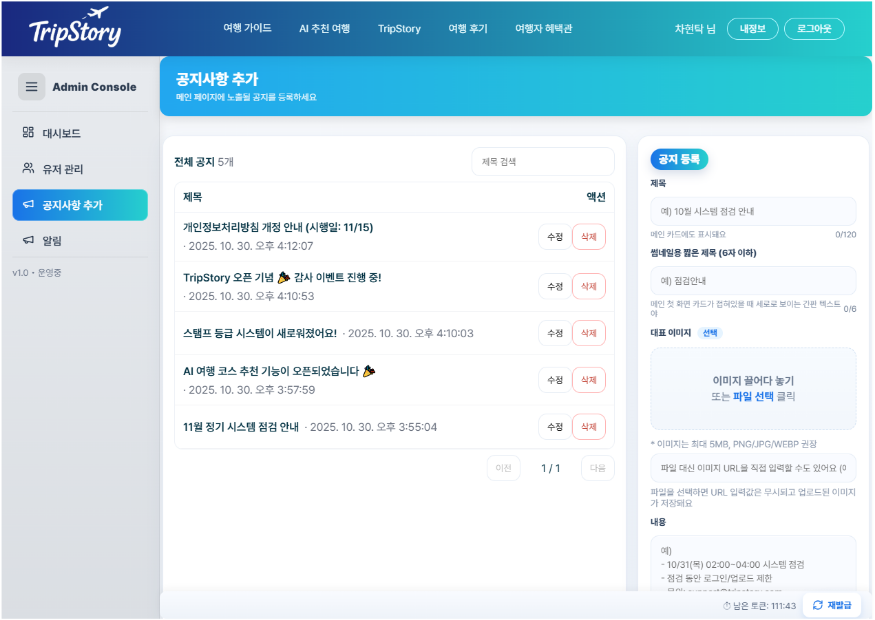 TripStory
여행 가이드
AI 추천 여행
TripStory
여행 후기
여행자 혜택관
차현탁 님
내정보
로그아웃
Admin Console
대시보드
유저 관리
공지사항 추가
알림
v1.0 • 운영중
공지사항 추가
메인 페이지에 노출될 공지를 등록하세요
전체 공지 5개
제목 검색
제목
액션
개인정보처리방침 개정 안내 (시행일: 11/15)
· 2025. 10. 30. 오후 4:12:07
수정
삭제
TripStory 오픈 기념 🎉 감사 이벤트 진행 중!
· 2025. 10. 30. 오후 4:10:53
수정
삭제
스탬프 등급 시스템이 새로워졌어요! · 2025. 10. 30. 오후 4:10:03
수정
삭제
AI 여행 코스 추천 기능이 오픈되었습니다 🎉
· 2025. 10. 30. 오후 3:57:59
수정
삭제
11월 정기 시스템 점검 안내 · 2025. 10. 30. 오후 3:55:04
수정
삭제
이전
1 / 1
다음
공지 등록
제목
예) 10월 시스템 점검 안내
메인 카드에도 표시돼요
0/120
썸네일용 짧은 제목 (6자 이하)
예) 점검안내
메인 첫 화면 카드가 접혀있을 때 세로로 보이는 간판 텍스트
0/6
대표 이미지 선택
이미지 끌어다 놓기
또는 파일 선택 클릭
* 이미지는 최대 5MB, PNG/JPG/WEBP 권장
파일 대신 이미지 URL을 직접 입력할 수도 있어요
파일을 선택하면 URL 입력값은 무시되고 업로드된 이미지
가 저장돼요
내용
예)
- 10/31(목) 02:00~04:00 시스템 점검
- 점검 동안 로그인/업로드 제한
남은 토큰: 111:43
재발급